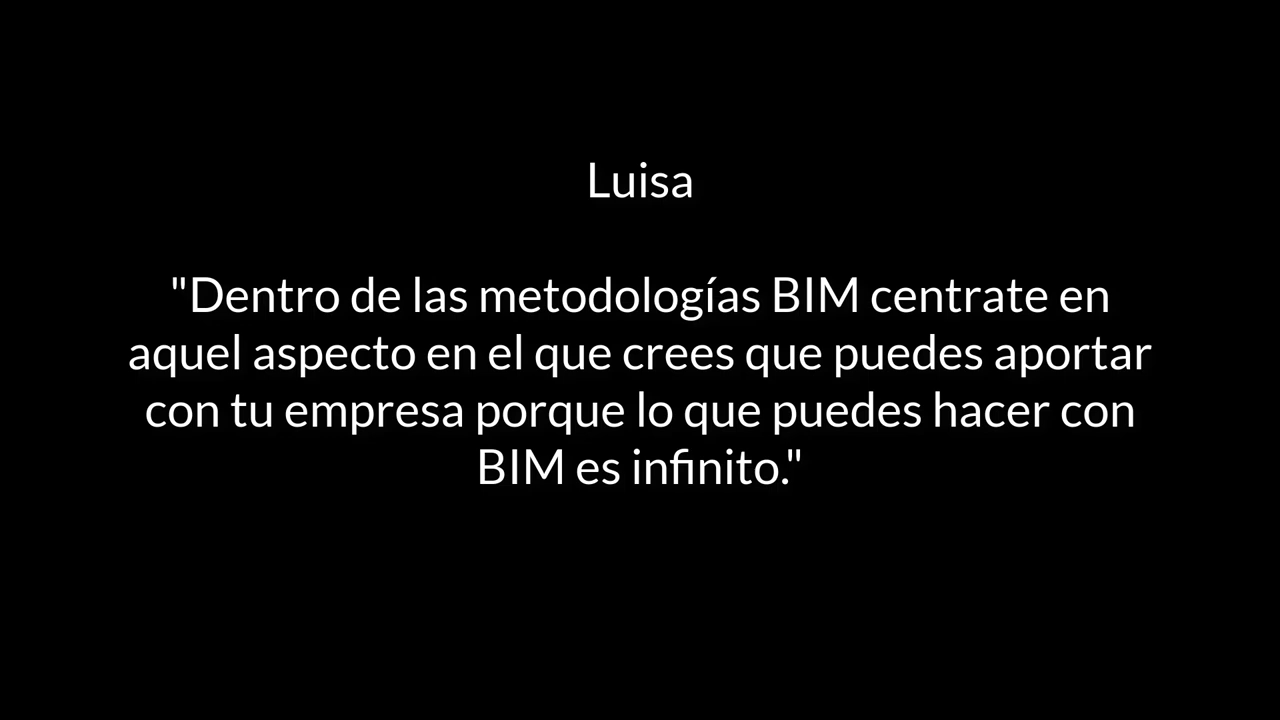 Luisa
"Dentro de las metodologías BIM centrate en
aquel aspecto en el que crees que puedes aportar
con tu empresa porque lo que puedes hacer con
BIM es infinito."